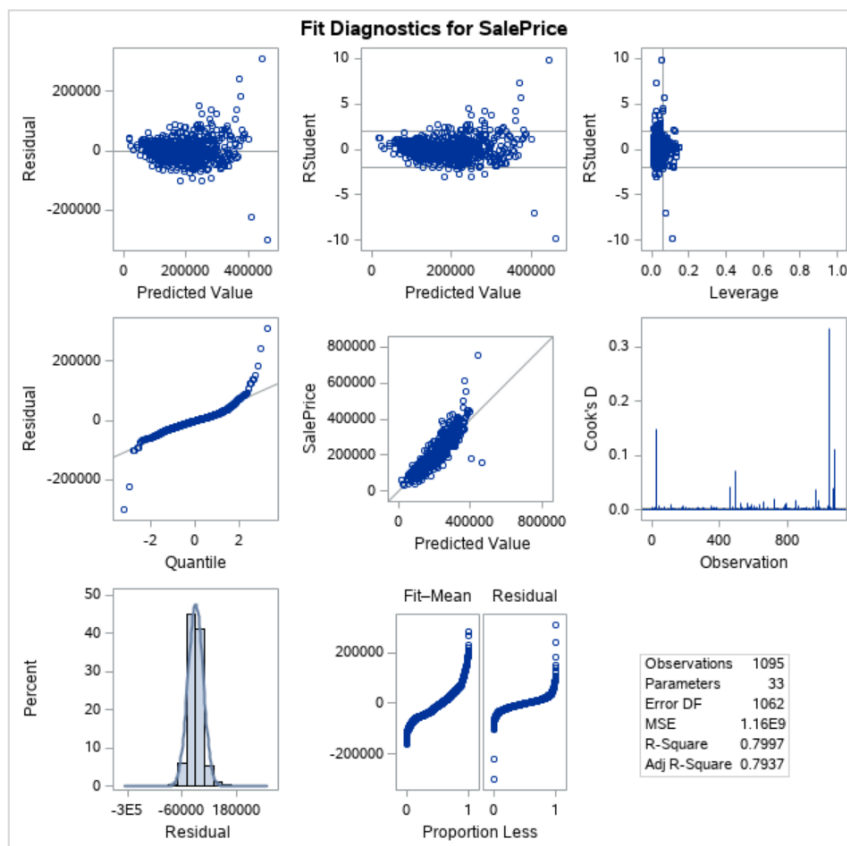 Fit Diagnostics for SalePrice
Residual
200000
0
-200000
0 200000 400000
Predicted Value
RStudent
10
5
0
-5
-10
0 200000 400000
Predicted Value
RStudent
10
5
0
-5
-10
0.0 0.2 0.4 0.6 0.8 1.0
Leverage
Residual
200000
0
-200000
-2 0 2
Quantile
SalePrice
800000
600000
400000
200000
0
0 400000 800000
Predicted Value
Cook's D
0.3
0.2
0.1
0.0
0 400 800
Observation
Percent
50
40
30
20
10
0
-3E5 -60000 180000
Residual
Fit–Mean Residual
200000
0
-200000
0 1 0 1
Proportion Less
Observations 1095
Parameters 33
Error DF 1062
MSE 1.16E9
R-Square 0.7997
Adj R-Square 0.7937